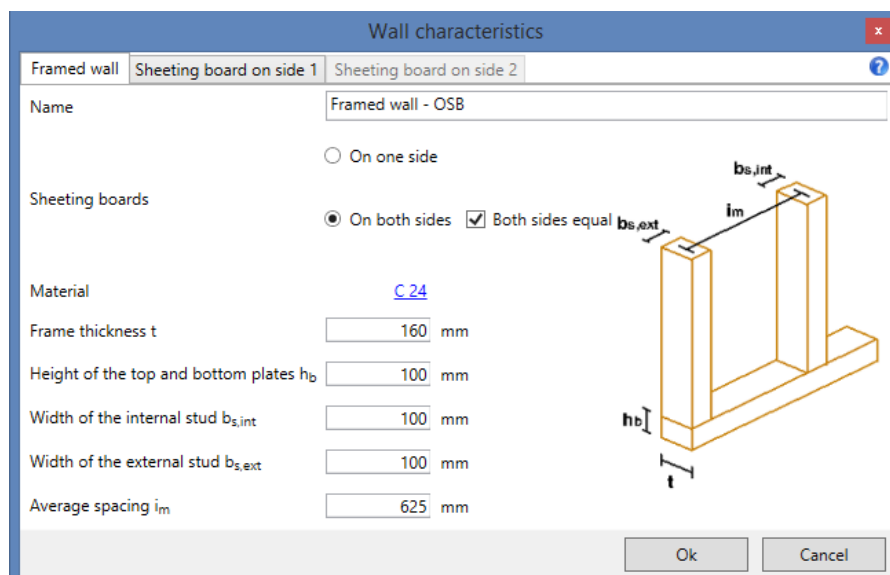 Wall characteristics
x
Framed wall Sheeting board on side 1 Sheeting board on side 2 ?
Name Framed wall - OSB
On one side
Sheeting boards
On both sides Both sides equal
Material C 24
Frame thickness t 160 mm
Height of the top and bottom plates hb 100 mm
Width of the internal stud bs,int 100 mm
Width of the external stud bs,ext 100 mm
Average spacing im 625 mm
bs,int
im
bs,ext
hb
t
Ok Cancel